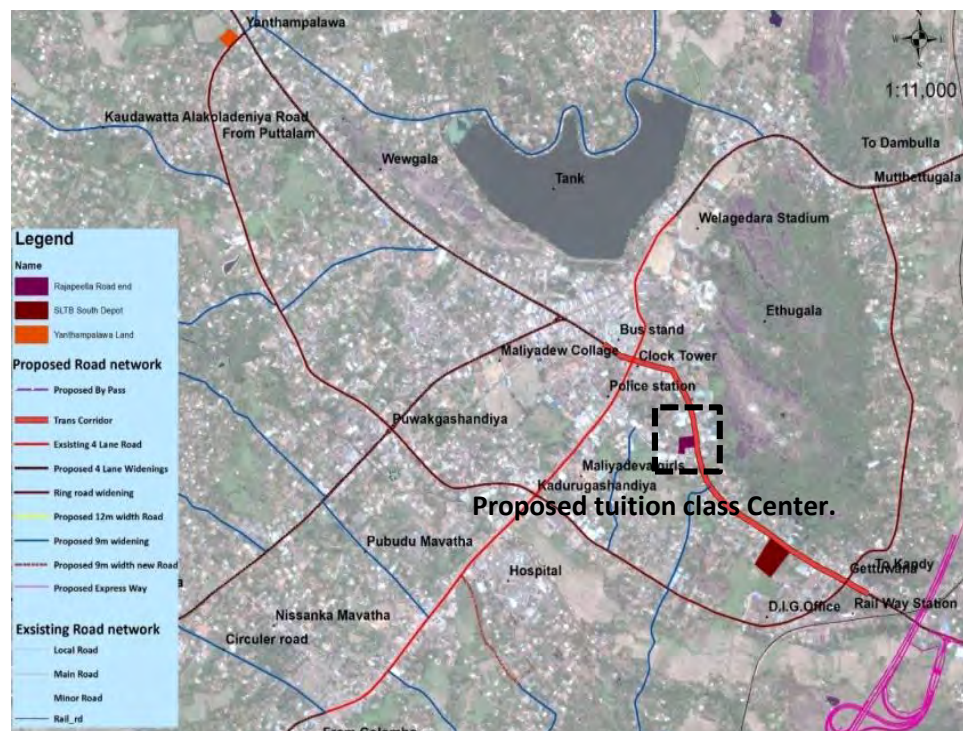 Yanthampalawa
N
W
E
S
1:11,000
Kaudawatta Alakoladeniya Road
From Puttalam
To Dambulla
Wewgala
Tank
Mutthettugala
Welagedara Stadium
Legend
Name
Rajapeella Road end
SLTB South Depot
Yanthampalawa Land
Ethugala
Bus stand
Maliyadew Collage
Clock Tower
Police station
Proposed Road network
Proposed By Pass
Trans Corridor
Exsisting 4 Lane Road
Proposed 4 Lane Widenings
Ring road widening
Proposed 12m width Road
Proposed 9m widening
Proposed 9m width new Road
Proposed Express Way
Puwakgashandiya
Maliyadeva girls
Kadurugashandiya
Proposed tuition class Center.
Pubudu Mavatha
Hospital
To Kandy
Gettuwana
D.I.G.Office
Rail Way Station
Nissanka Mavatha
Circuler road
Exsisting Road network
Local Road
Main Road
Minor Road
Rail_rd
From Colombo